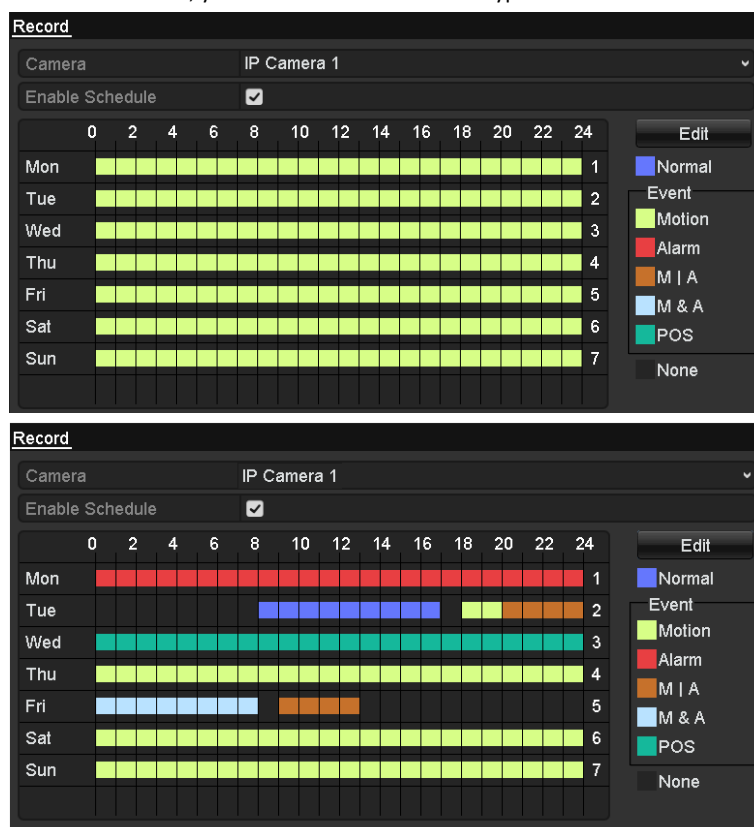 Record
Camera IP Camera 1
Enable Schedule
0 2 4 6 8 10 12 14 16 18 20 22 24
Edit
Mon 1 Normal
Tue 2 Event
Wed 3 Motion
Thu 4 Alarm
Fri 5 M | A
Sat 6 M & A
Sun 7 POS
None
Record
Camera IP Camera 1
Enable Schedule
0 2 4 6 8 10 12 14 16 18 20 22 24
Edit
Mon 1 Normal
Tue 2 Event
Wed 3 Motion
Thu 4 Alarm
Fri 5 M | A
Sat 6 M & A
Sun 7 POS
None